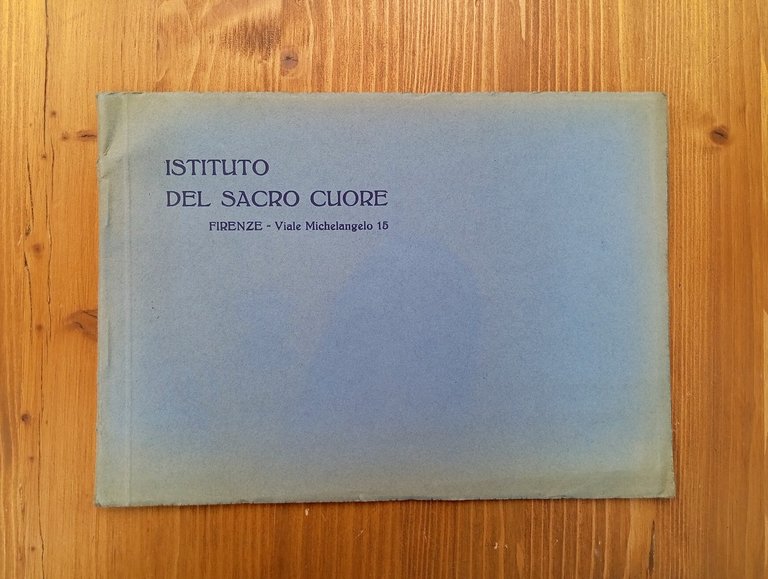 ISTITUTO
DEL SACRO CUORE
FIRENZE - Viale Michelangelo 15